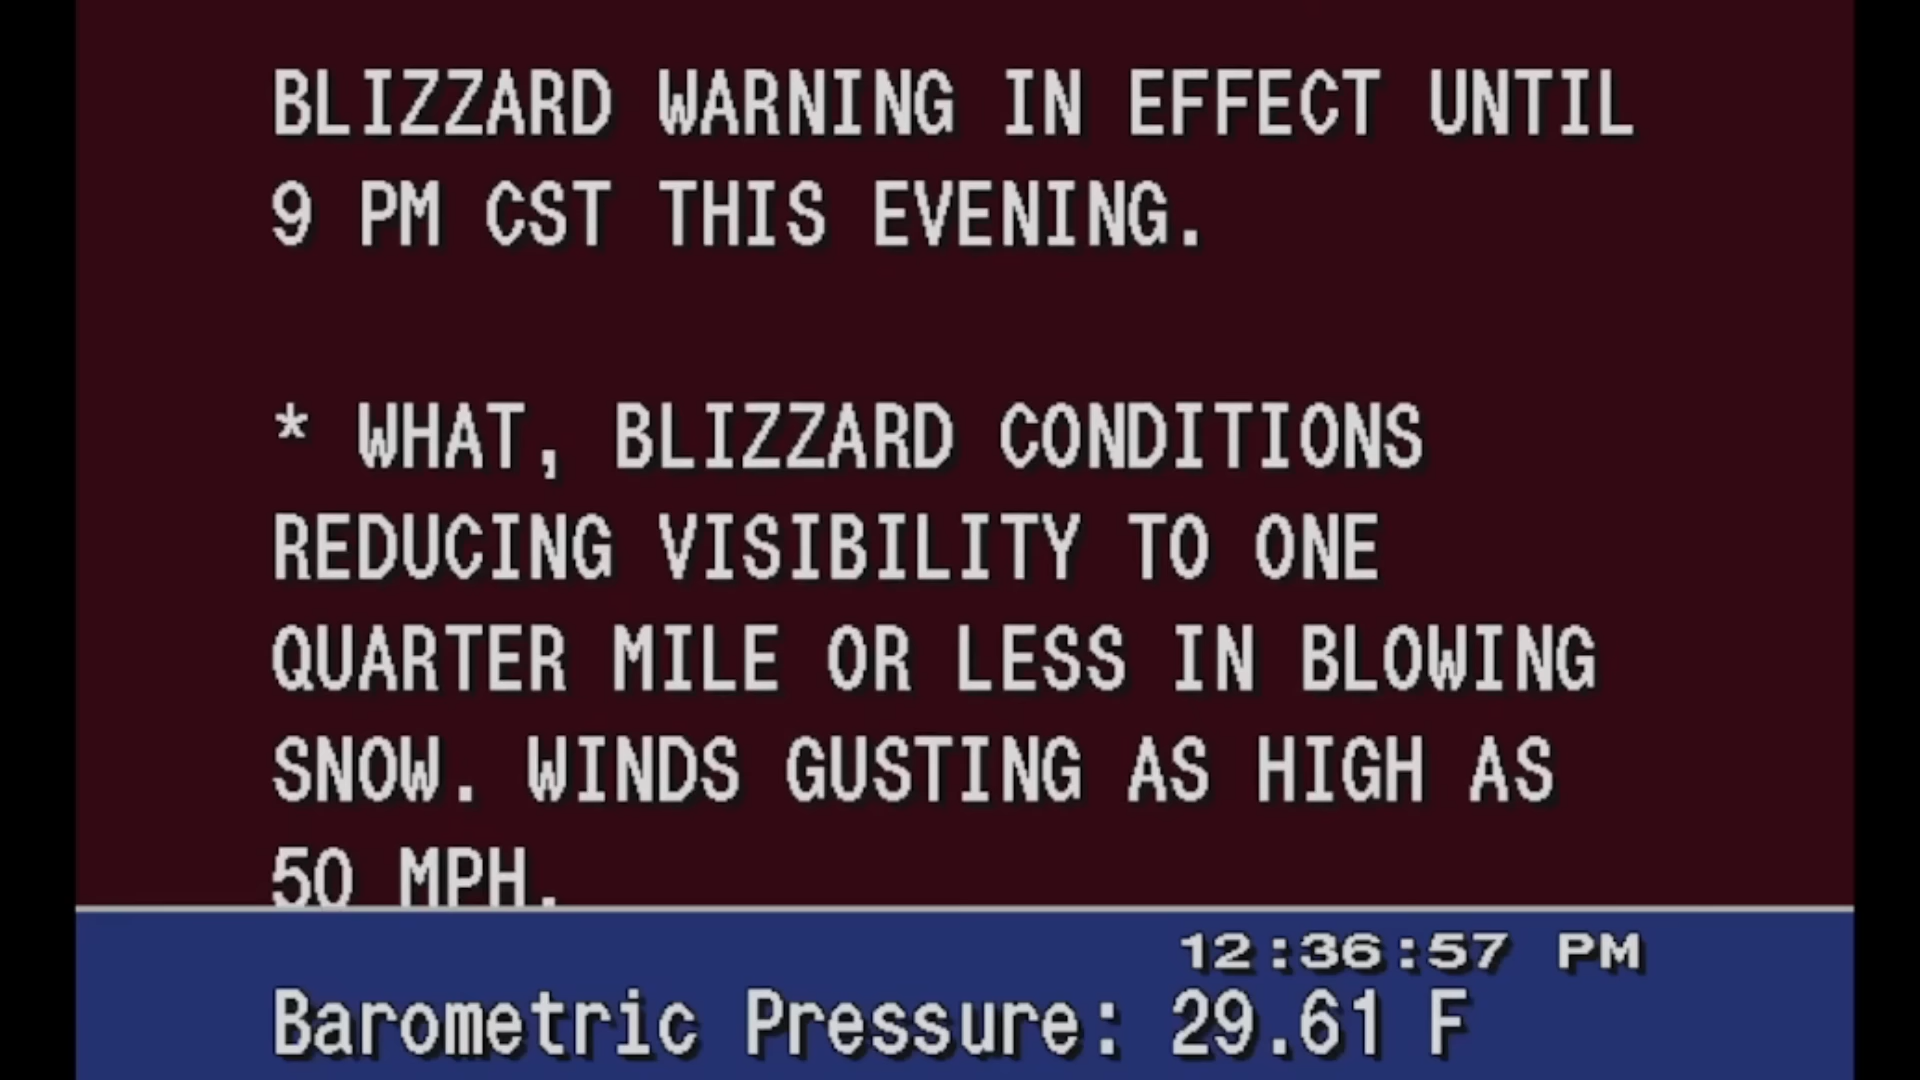 BLIZZARD WARNING IN EFFECT UNTIL
9 PM CST THIS EVENING.
* WHAT, BLIZZARD CONDITIONS
REDUCING VISIBILITY TO ONE
QUARTER MILE OR LESS IN BLOWING
SNOW. WINDS GUSTING AS HIGH AS
50 MPH.
12:36:57 PM
Barometric Pressure: 29.61 F